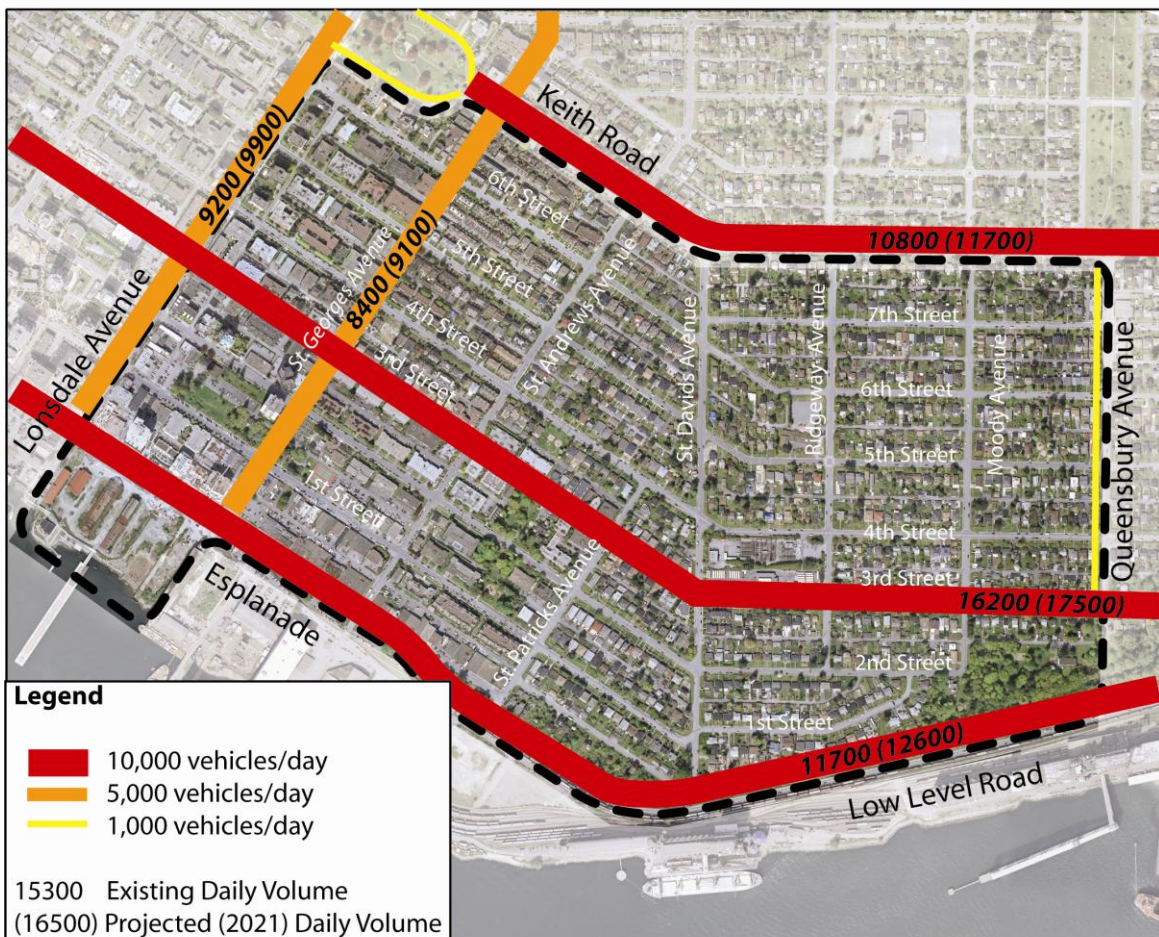 Keith Road
9200 (9900)
8400 (9100)
10800 (11700)
6th Street
5th Street
4th Street
3rd Street
St. Georges Avenue
St. Andrews Avenue
St. Davids Avenue
Ridgeway Avenue
Moody Avenue
7th Street
6th Street
5th Street
4th Street
3rd Street
16200 (17500)
Queensbury Avenue
Lonsdale Avenue
1st Street
Esplanade
St. Patricks Avenue
2nd Street
1st Street
11700 (12600)
Low Level Road
Legend
10,000 vehicles/day
5,000 vehicles/day
1,000 vehicles/day
15300 Existing Daily Volume
(16500) Projected (2021) Daily Volume